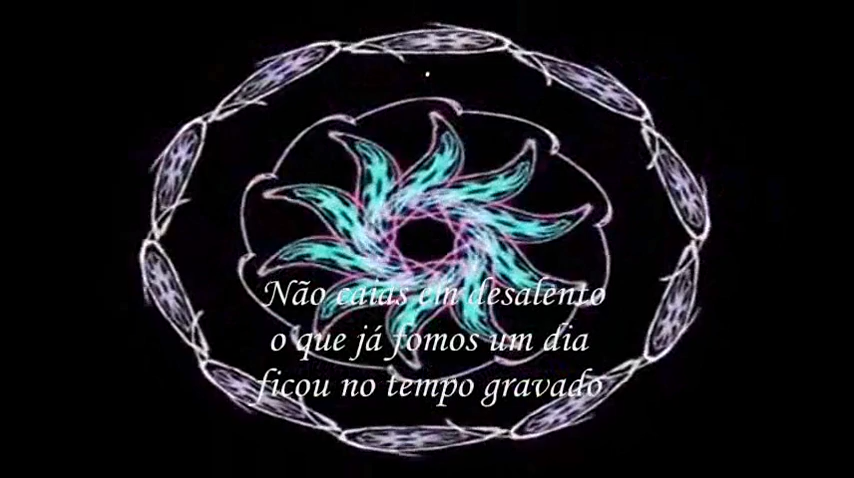 Não caias em desalento
o que já fomos um dia
ficou no tempo gravado